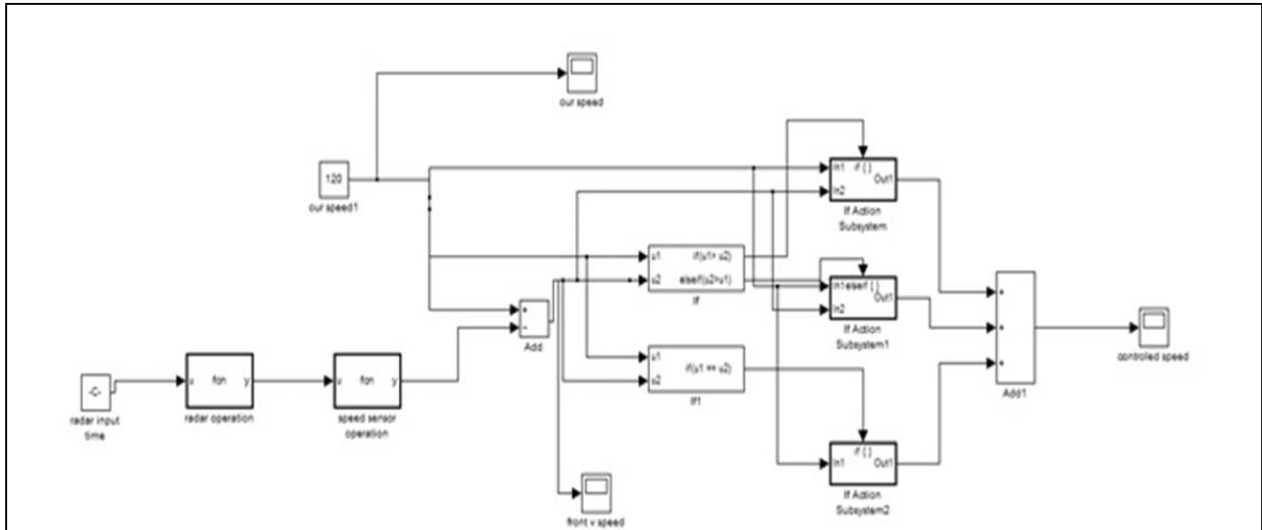 our speed
120
our speed1
In1
if { }
Out1
In2
If Action
Subsystem
u1
if(u1> u2)
u2
elseif(u2>u1)
If
In1
elseif { }
Out1
In2
If Action
Subsystem1
+
−
Add
u1
if(u1 == u2)
u2
If1
+
+
+
Add1
controled speed
-C-
radar input
time
u
fcn
y
radar operation
u
fcn
y
speed sensor
operation
if { }
In1
Out1
If Action
Subsystem2
front v speed